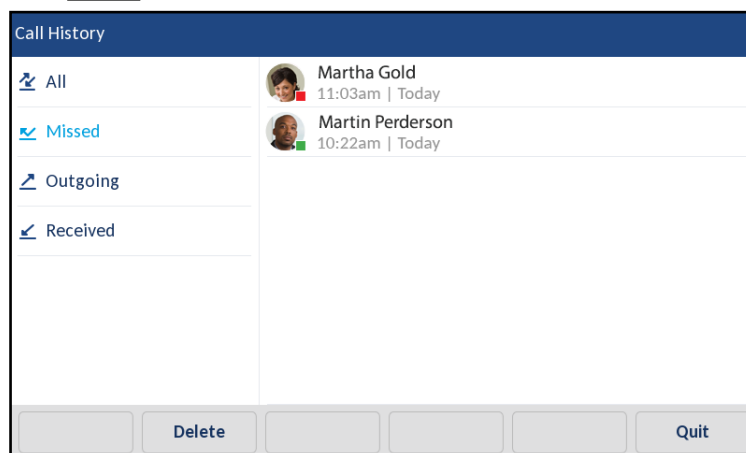 Call History
All
Missed
Outgoing
Received
Martha Gold
11:03am | Today
Martin Perderson
10:22am | Today
Delete
Quit